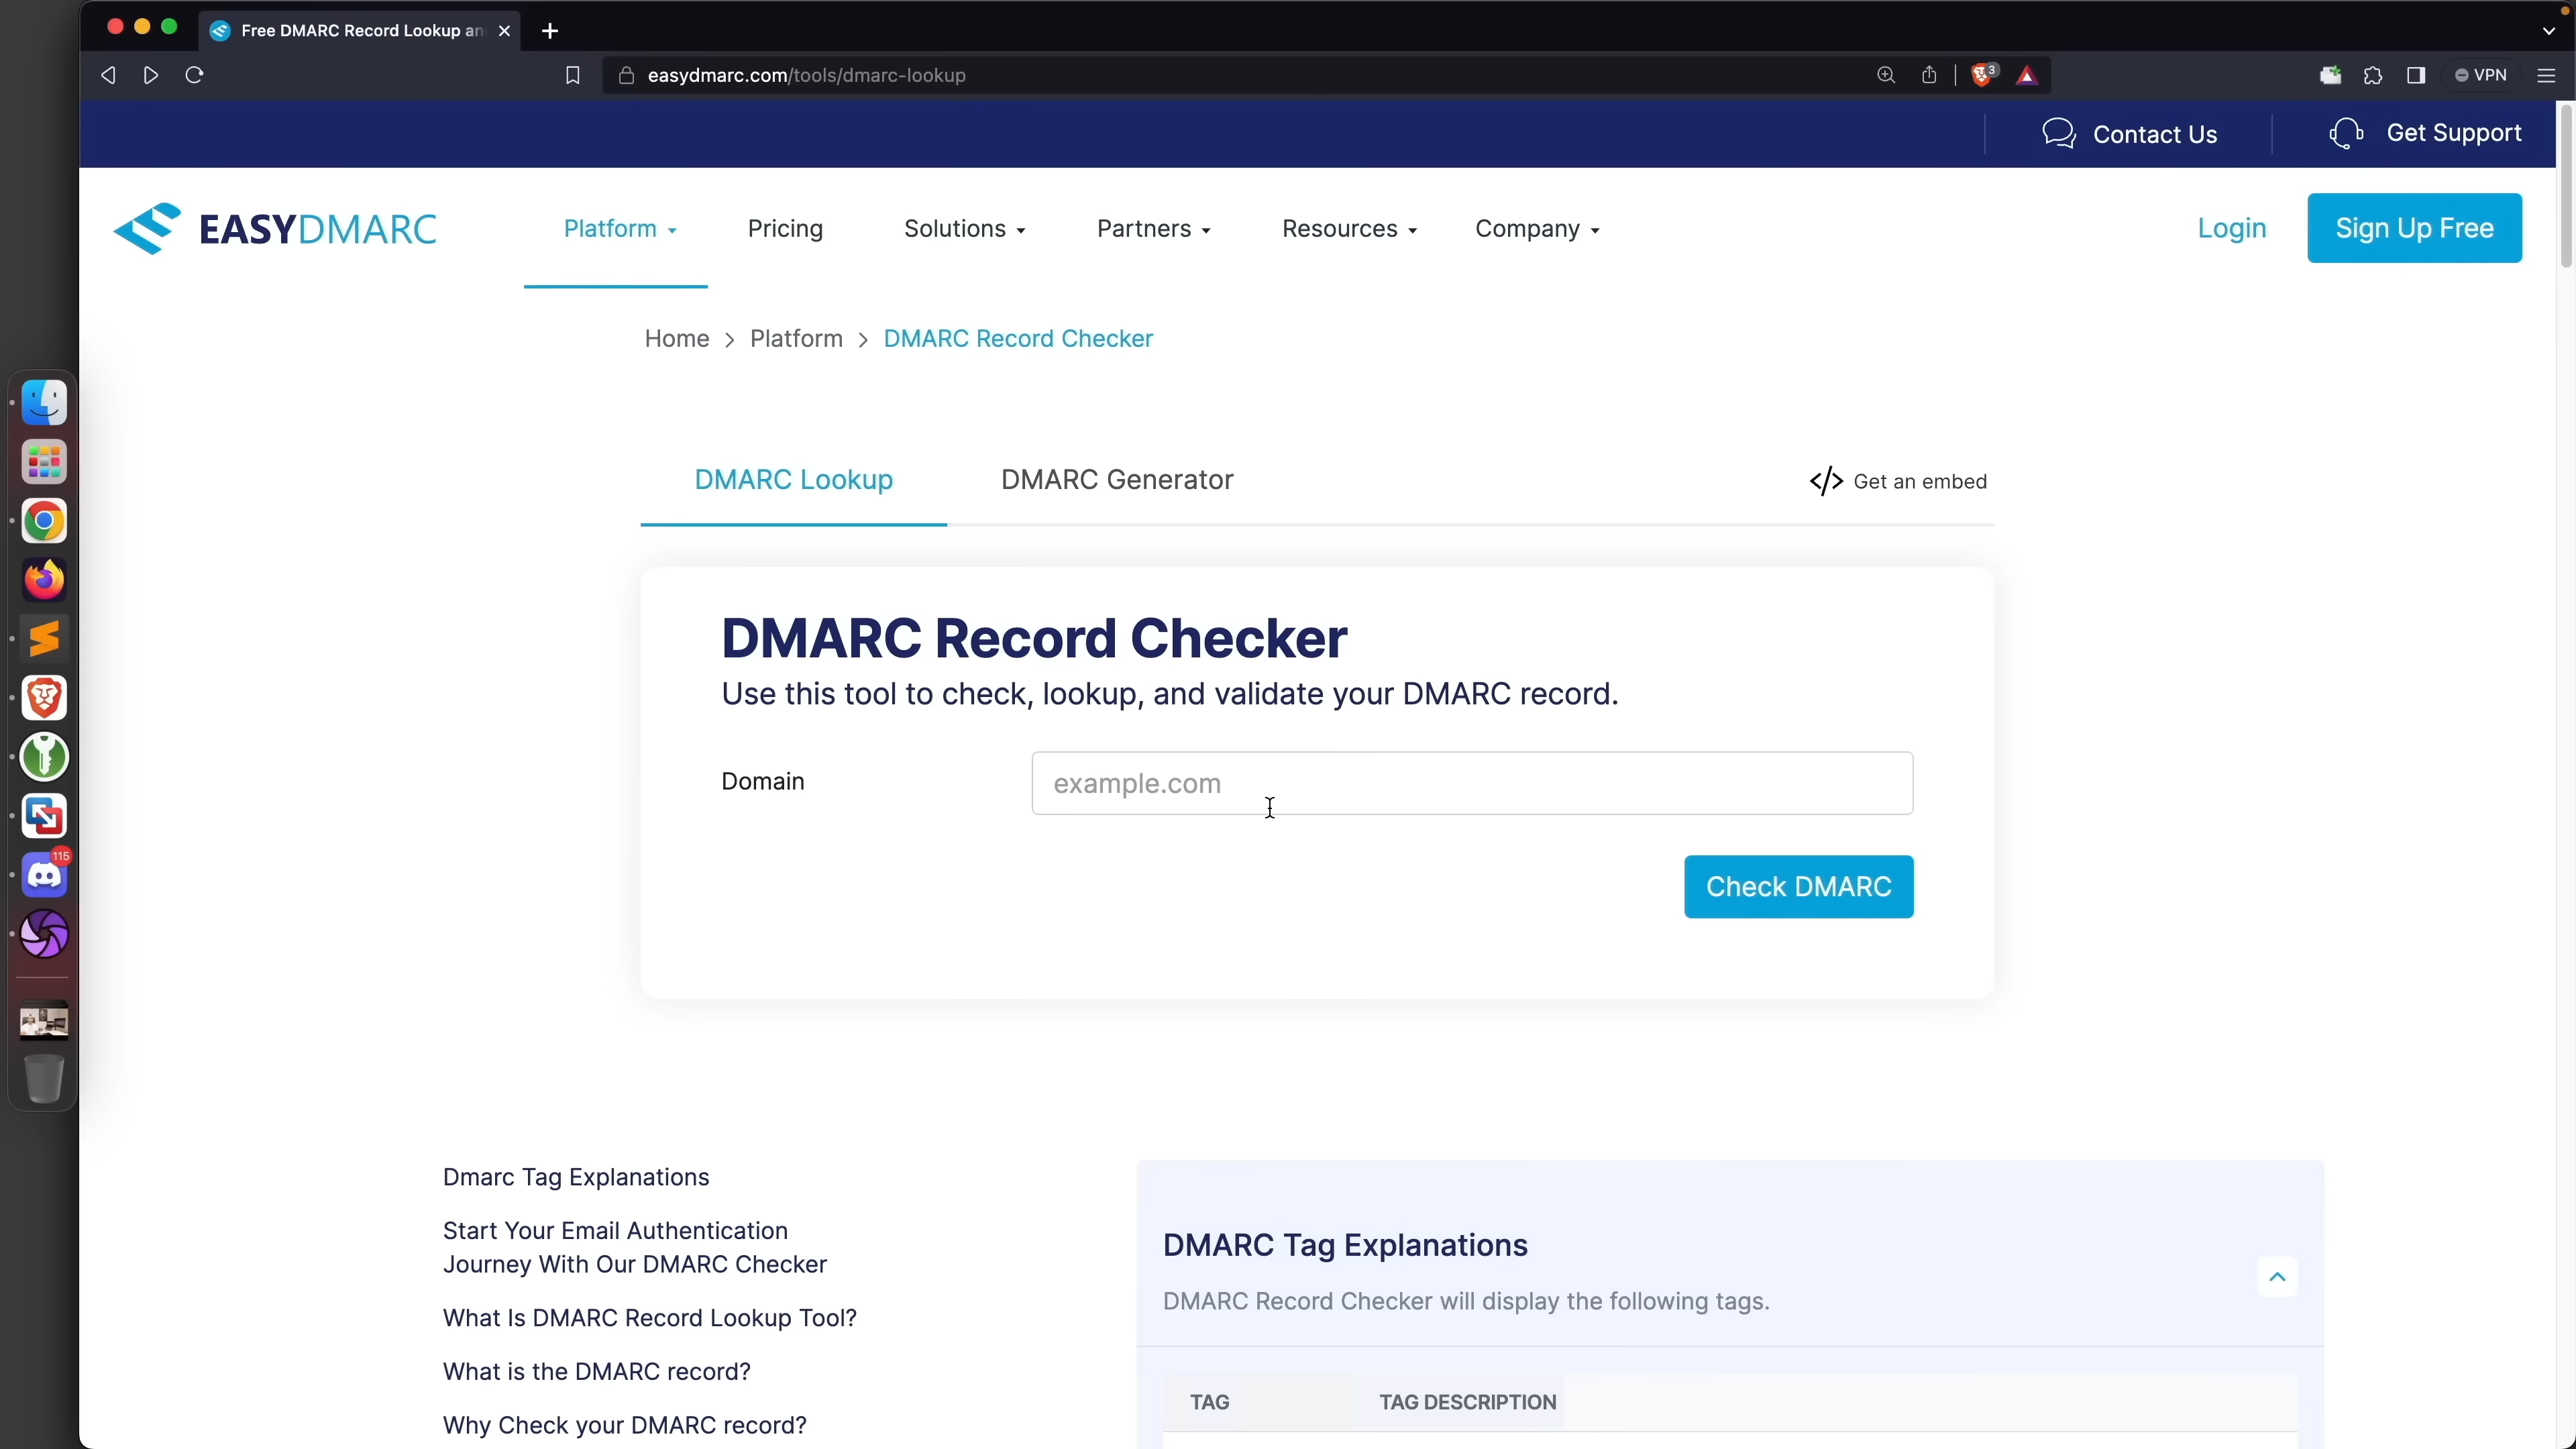 Free DMARC Record Lookup an
easydmarc.com/tools/dmarc-lookup
3
VPN
Contact Us
Get Support
EASYDMARC
Platform
Pricing
Solutions
Partners
Resources
Company
Login
Sign Up Free
Home > Platform > DMARC Record Checker
DMARC Lookup
DMARC Generator
</> Get an embed
DMARC Record Checker
Use this tool to check, lookup, and validate your DMARC record.
Domain
example.com
Check DMARC
115
Dmarc Tag Explanations
Start Your Email Authentication
Journey With Our DMARC Checker
What Is DMARC Record Lookup Tool?
What is the DMARC record?
Why Check your DMARC record?
DMARC Tag Explanations
DMARC Record Checker will display the following tags.
TAG
TAG DESCRIPTION